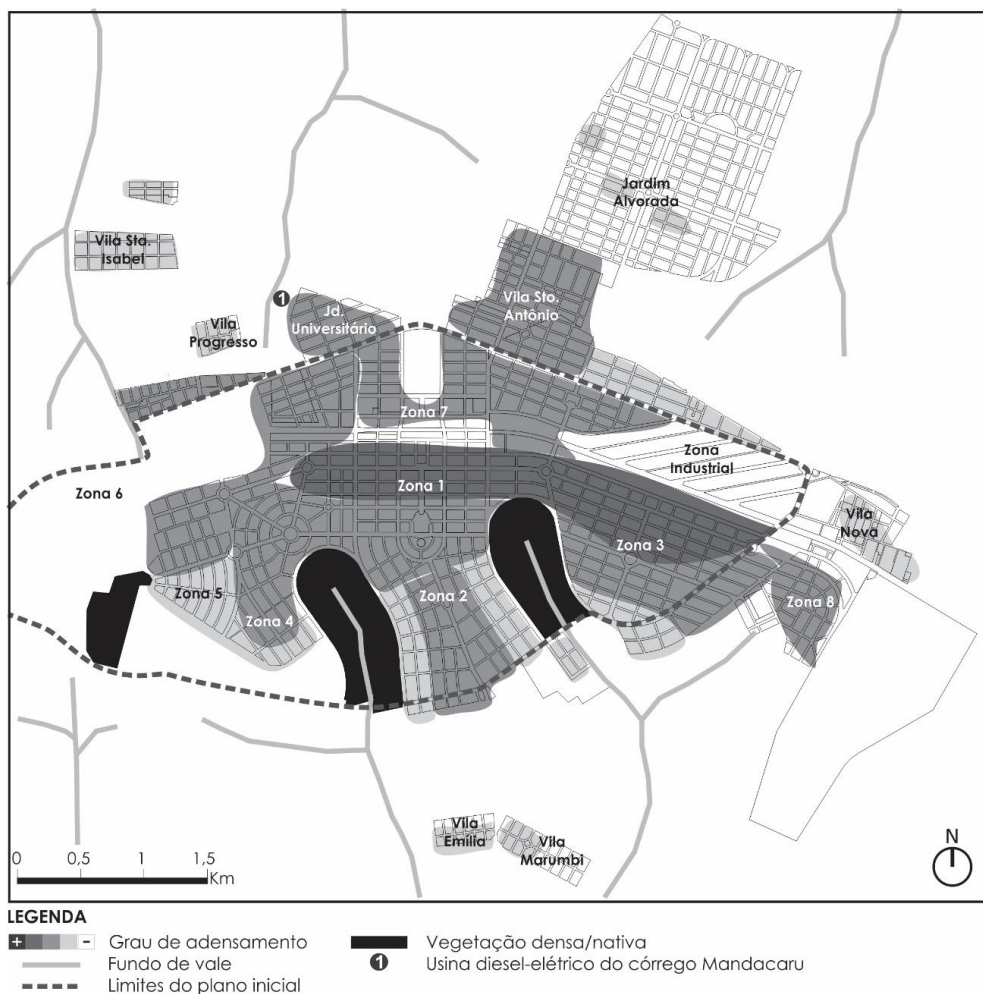 Jardim
Alvorada
Vila Sta.
Isabel
Vila Sto.
Antônio
1
Jd.
Universitário
Vila
Progresso
Zona 7
Zona
Industrial
Zona 6
Zona 1
Vila
Nova
Zona 3
Zona 5
Zona 2
Zona 8
Zona 4
Vila
Emília
Vila
Marumbi
N
0 0,5 1 1,5
Km
LEGENDA
+ - Grau de adensamento
Fundo de vale
Limites do plano inicial
Vegetação densa/nativa
1 Usina diesel-elétrico do córrego Mandacaru